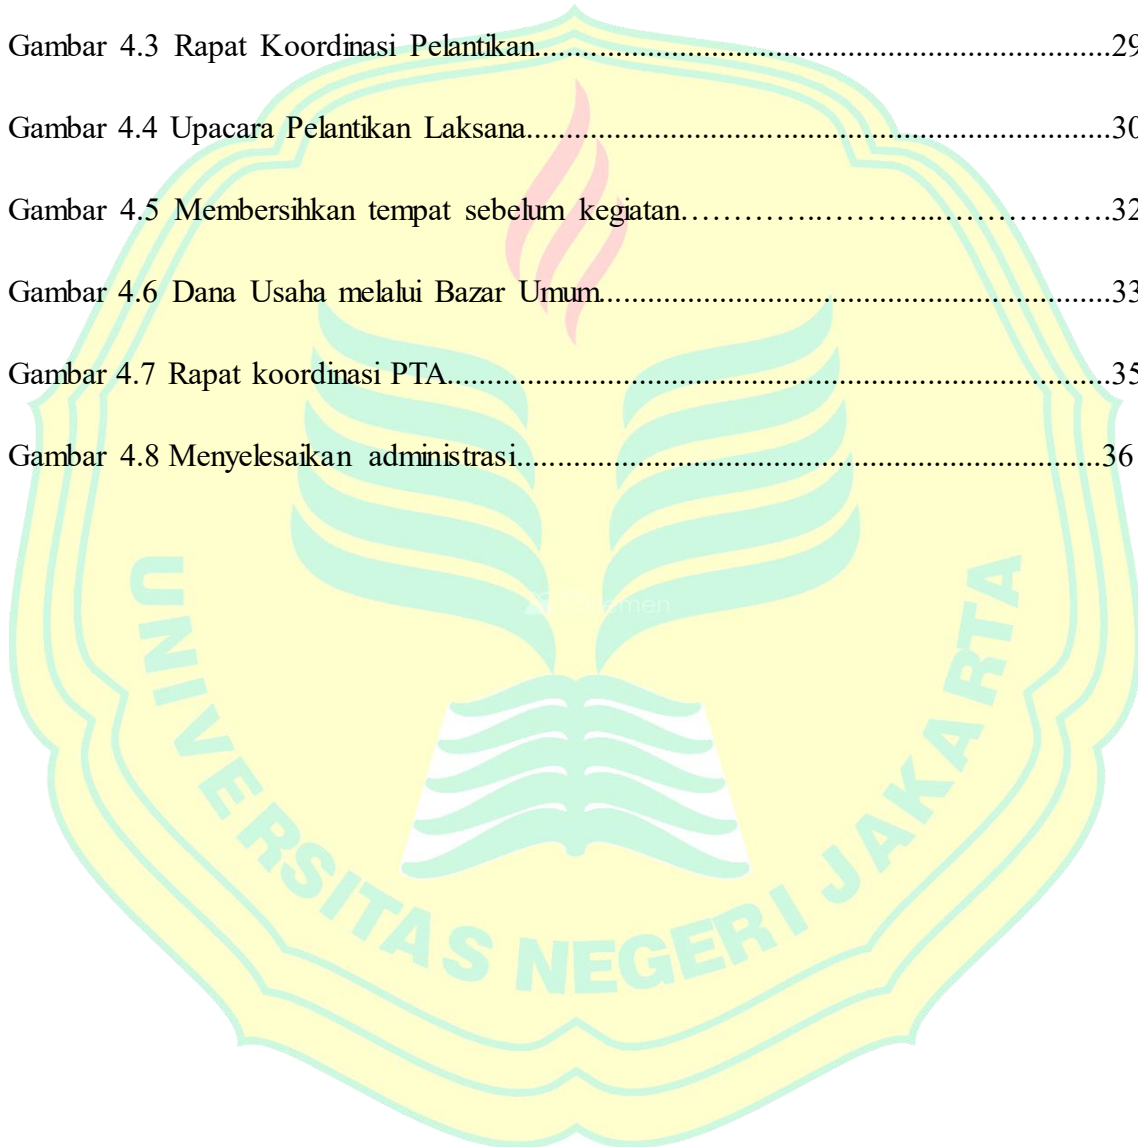 Gambar 4.3 Rapat Koordinasi Pelantikan..........................................................................29
Gambar 4.4 Upacara Pelantikan Laksana..........................................................................30
Gambar 4.5 Membersihkan tempat sebelum kegiatan…………...………...……………….32
Gambar 4.6 Dana Usaha melalui Bazar Umum.................................................................33
Gambar 4.7 Rapat koordinasi PTA....................................................................................35
Gambar 4.8 Menyelesaikan administrasi..........................................................................36
UNIVERSITAS NEGERI JAKARTA